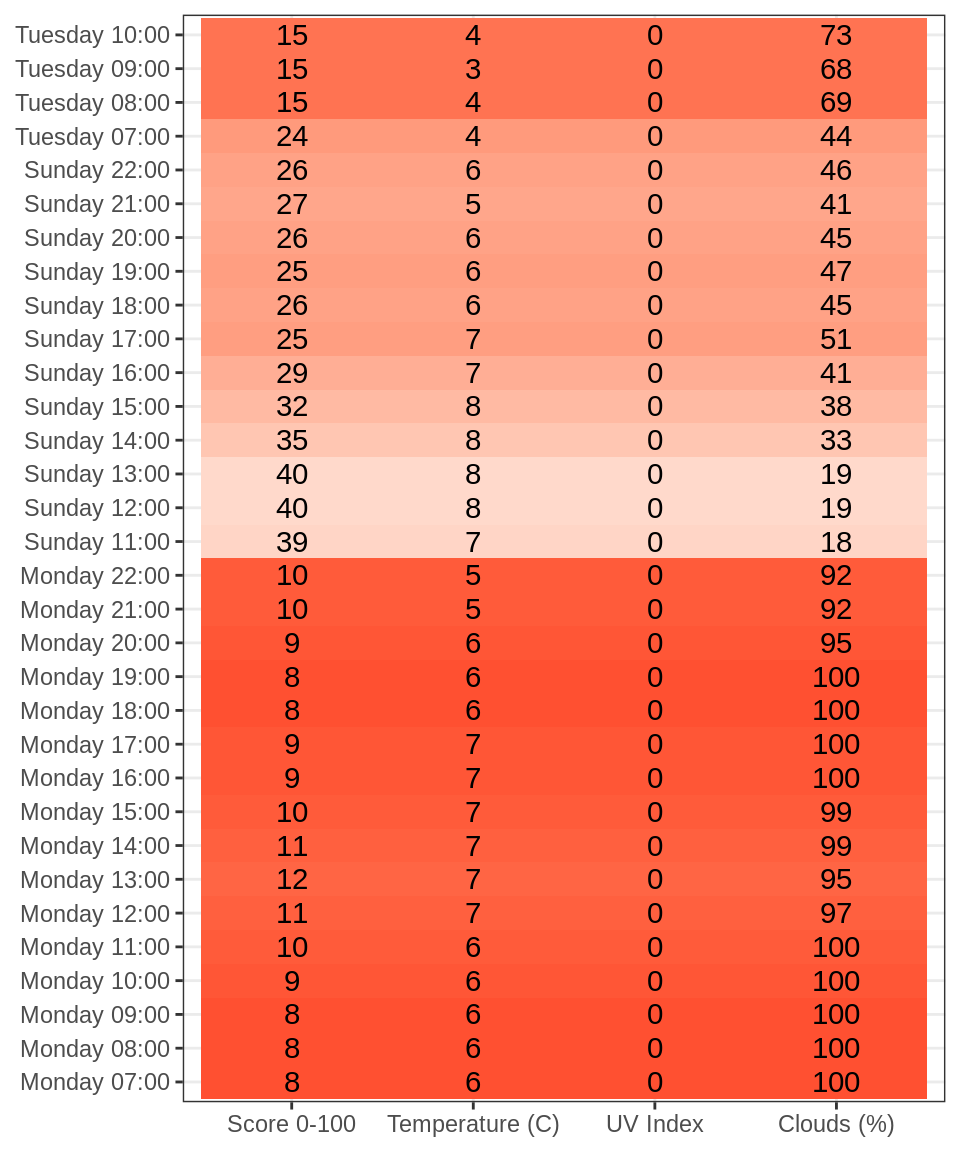 Tuesday 10:00 15 4 0 73
Tuesday 09:00 15 3 0 68
Tuesday 08:00 15 4 0 69
Tuesday 07:00 24 4 0 44
Sunday 22:00 26 6 0 46
Sunday 21:00 27 5 0 41
Sunday 20:00 26 6 0 45
Sunday 19:00 25 6 0 47
Sunday 18:00 26 6 0 45
Sunday 17:00 25 7 0 51
Sunday 16:00 29 7 0 41
Sunday 15:00 32 8 0 38
Sunday 14:00 35 8 0 33
Sunday 13:00 40 8 0 19
Sunday 12:00 40 8 0 19
Sunday 11:00 39 7 0 18
Monday 22:00 10 5 0 92
Monday 21:00 10 5 0 92
Monday 20:00 9 6 0 95
Monday 19:00 8 6 0 100
Monday 18:00 8 6 0 100
Monday 17:00 9 7 0 100
Monday 16:00 9 7 0 100
Monday 15:00 10 7 0 99
Monday 14:00 11 7 0 99
Monday 13:00 12 7 0 95
Monday 12:00 11 7 0 97
Monday 11:00 10 6 0 100
Monday 10:00 9 6 0 100
Monday 09:00 8 6 0 100
Monday 08:00 8 6 0 100
Monday 07:00 8 6 0 100
Score 0-100 Temperature (C) UV Index Clouds (%)